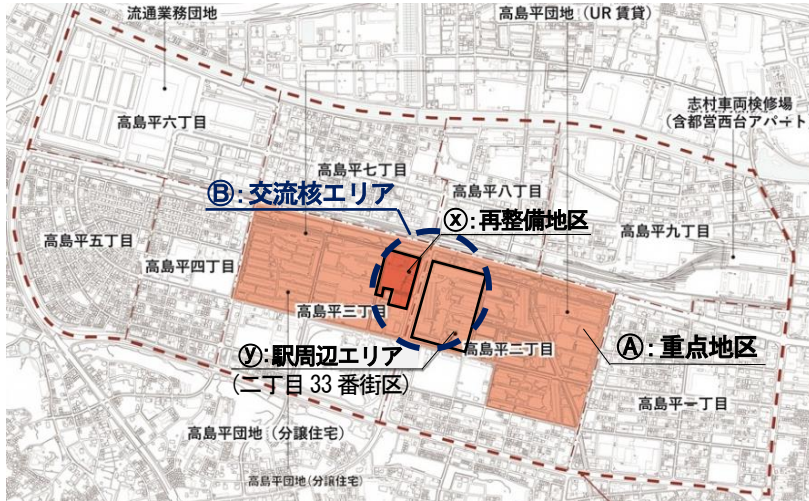 流通業務団地
高島平団地（UR 賃貸）
志村車両検修場
（含都営西台アパート
高島平六丁目
高島平七丁目
Ⓑ：交流核エリア
高島平八丁目
ⓧ：再整備地区
高島平五丁目
高島平九丁目
高島平四丁目
高島平三丁目
ⓨ：駅周辺エリア
（二丁目 33 番街区）
高島平二丁目
Ⓐ：重点地区
高島平一丁目
高島平団地（分譲住宅）
高島平団地（分譲住宅）